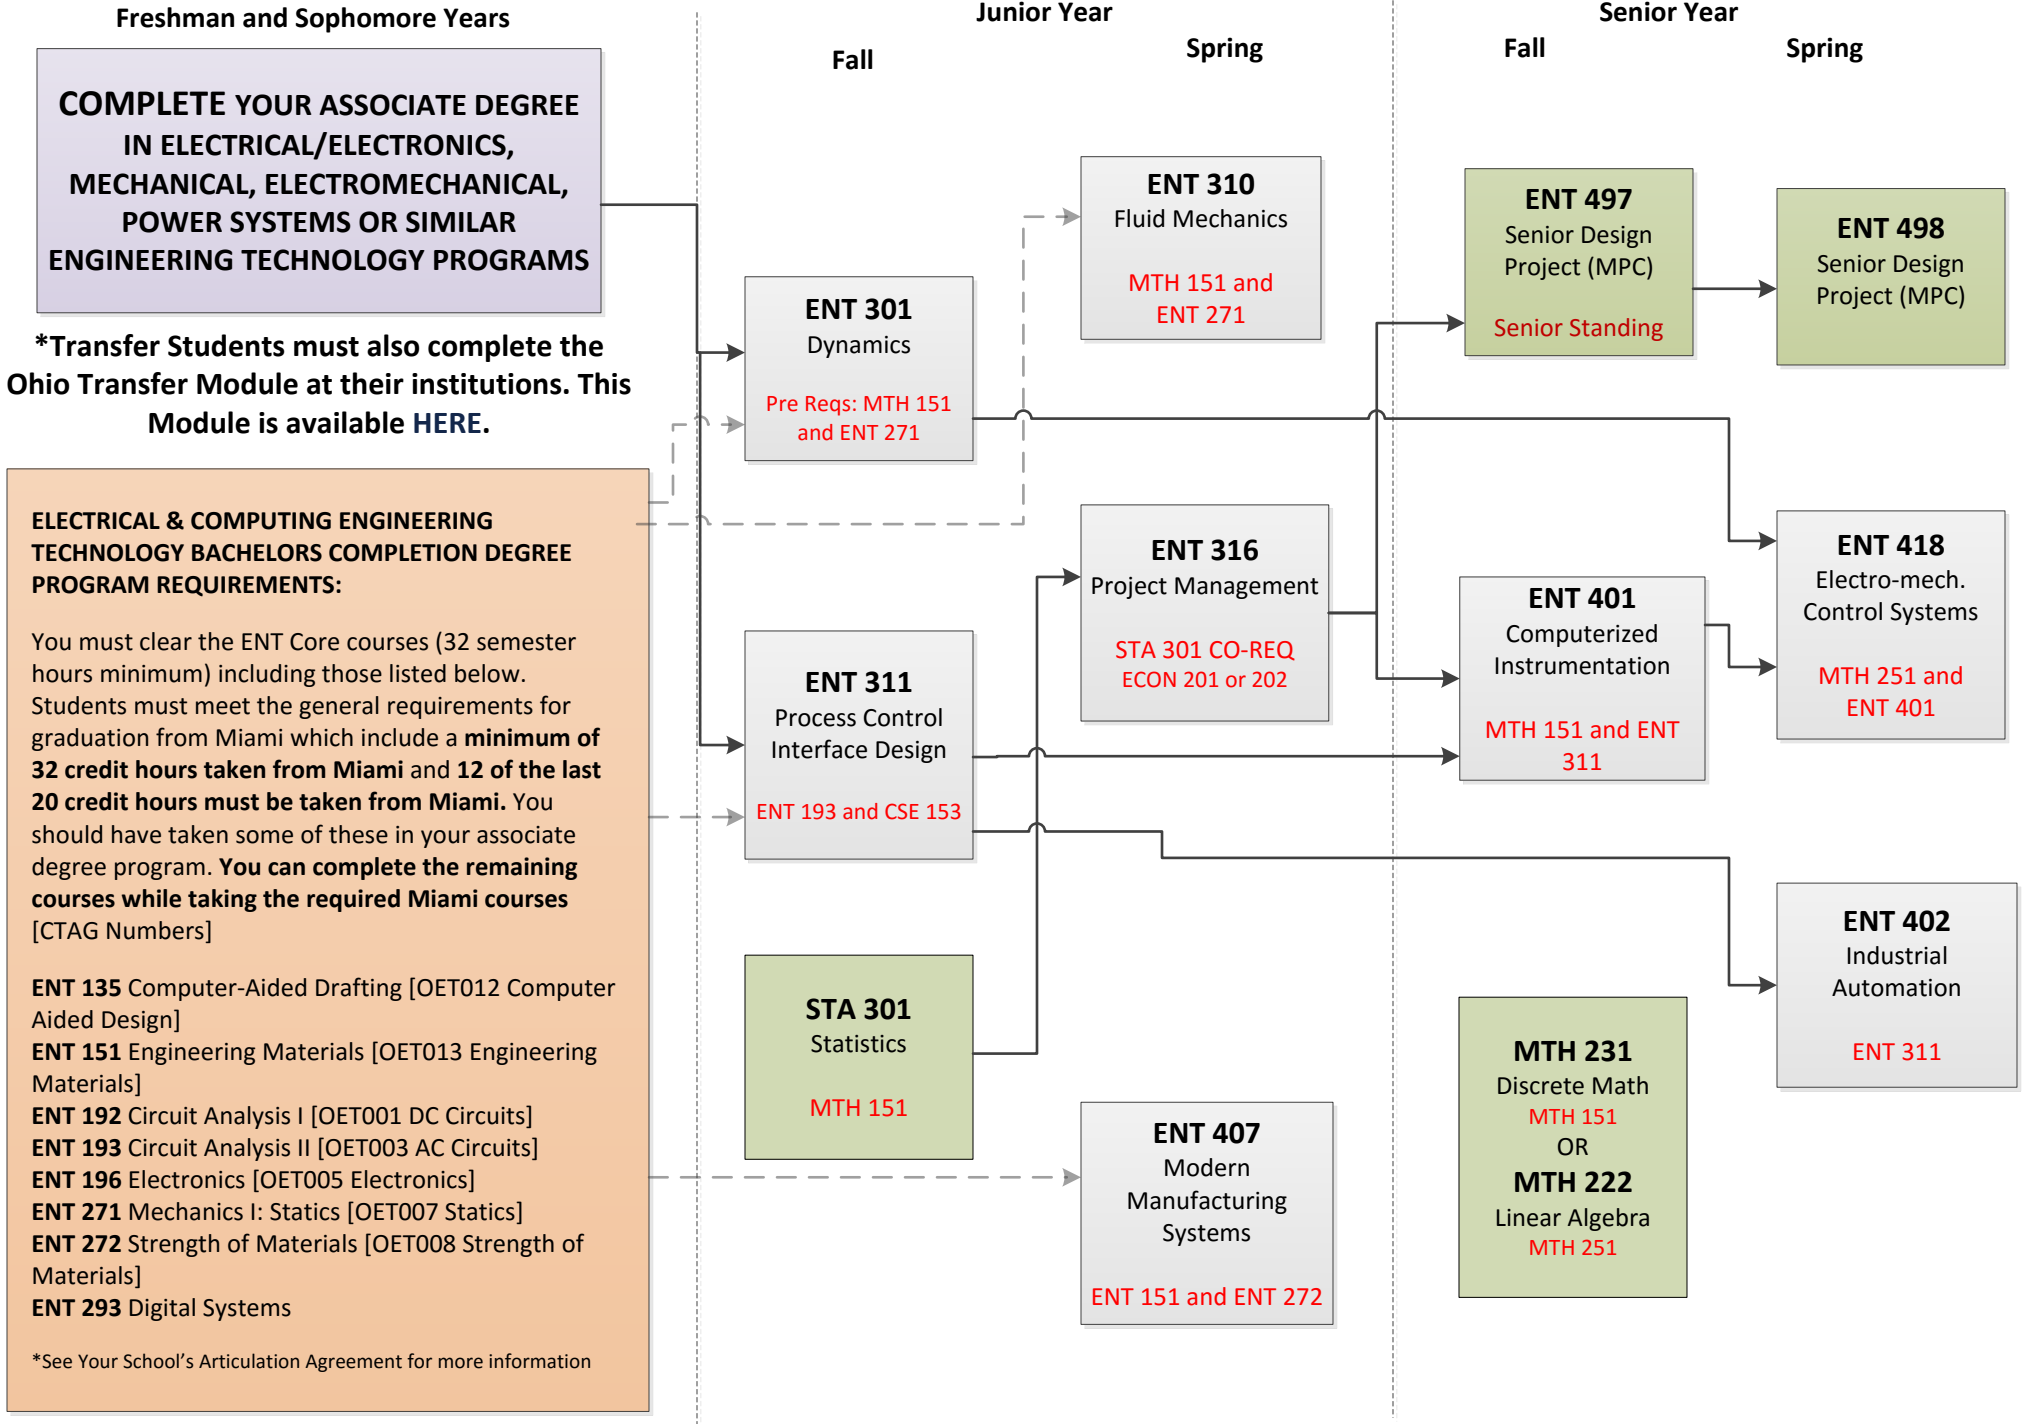 Freshman and Sophomore Years
COMPLETE YOUR ASSOCIATE DEGREE
IN ELECTRICAL/ELECTRONICS,
MECHANICAL, ELECTROMECHANICAL,
POWER SYSTEMS OR SIMILAR
ENGINEERING TECHNOLOGY PROGRAMS
*Transfer Students must also complete the
Ohio Transfer Module at their institutions. This
Module is available HERE.
ELECTRICAL & COMPUTING ENGINEERING
TECHNOLOGY BACHELORS COMPLETION DEGREE
PROGRAM REQUIREMENTS:
You must clear the ENT Core courses (32 semester
hours minimum) including those listed below.
Students must meet the general requirements for
graduation from Miami which include a minimum of
32 credit hours taken from Miami and 12 of the last
20 credit hours must be taken from Miami. You
should have taken some of these in your associate
degree program. You can complete the remaining
courses while taking the required Miami courses
[CTAG Numbers]
ENT 135 Computer-Aided Drafting [OET012 Computer
Aided Design]
ENT 151 Engineering Materials [OET013 Engineering
Materials]
ENT 192 Circuit Analysis I [OET001 DC Circuits]
ENT 193 Circuit Analysis II [OET003 AC Circuits]
ENT 196 Electronics [OET005 Electronics]
ENT 271 Mechanics I: Statics [OET007 Statics]
ENT 272 Strength of Materials [OET008 Strength of
Materials]
ENT 293 Digital Systems
*See Your School's Articulation Agreement for more information
Junior Year
Fall
ENT 301
Dynamics
Pre Reqs: MTH 151
and ENT 271
ENT 311
Process Control
Interface Design
ENT 193 and CSE 153
STA 301
Statistics
MTH 151
Spring
ENT 310
Fluid Mechanics
MTH 151 and
ENT 271
ENT 316
Project Management
STA 301 CO-REQ
ECON 201 or 202
ENT 407
Modern
Manufacturing
Systems
ENT 151 and ENT 272
Senior Year
Fall
ENT 497
Senior Design
Project (MPC)
Senior Standing
ENT 401
Computerized
Instrumentation
MTH 151 and ENT
311
MTH 231
Discrete Math
MTH 151
OR
MTH 222
Linear Algebra
MTH 251
Spring
ENT 498
Senior Design
Project (MPC)
ENT 418
Electro-mech.
Control Systems
MTH 251 and
ENT 401
ENT 402
Industrial
Automation
ENT 311